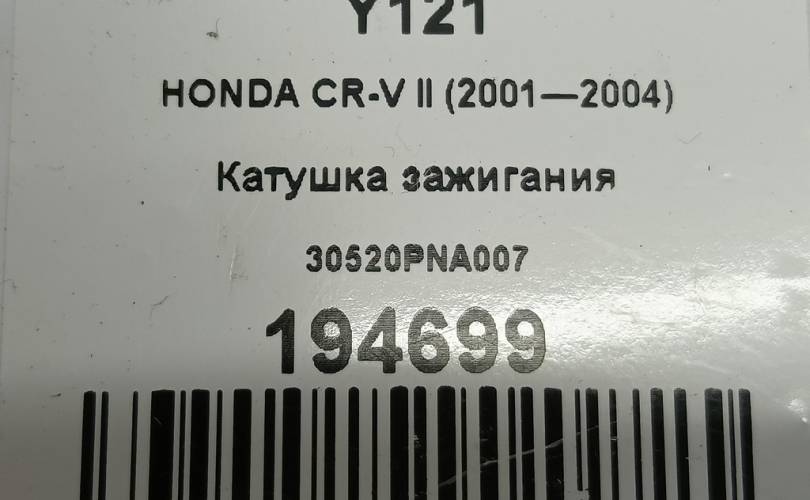 Y121
HONDA CR-V II (2001—2004)
Катушка зажигания
30520PNA007
194699